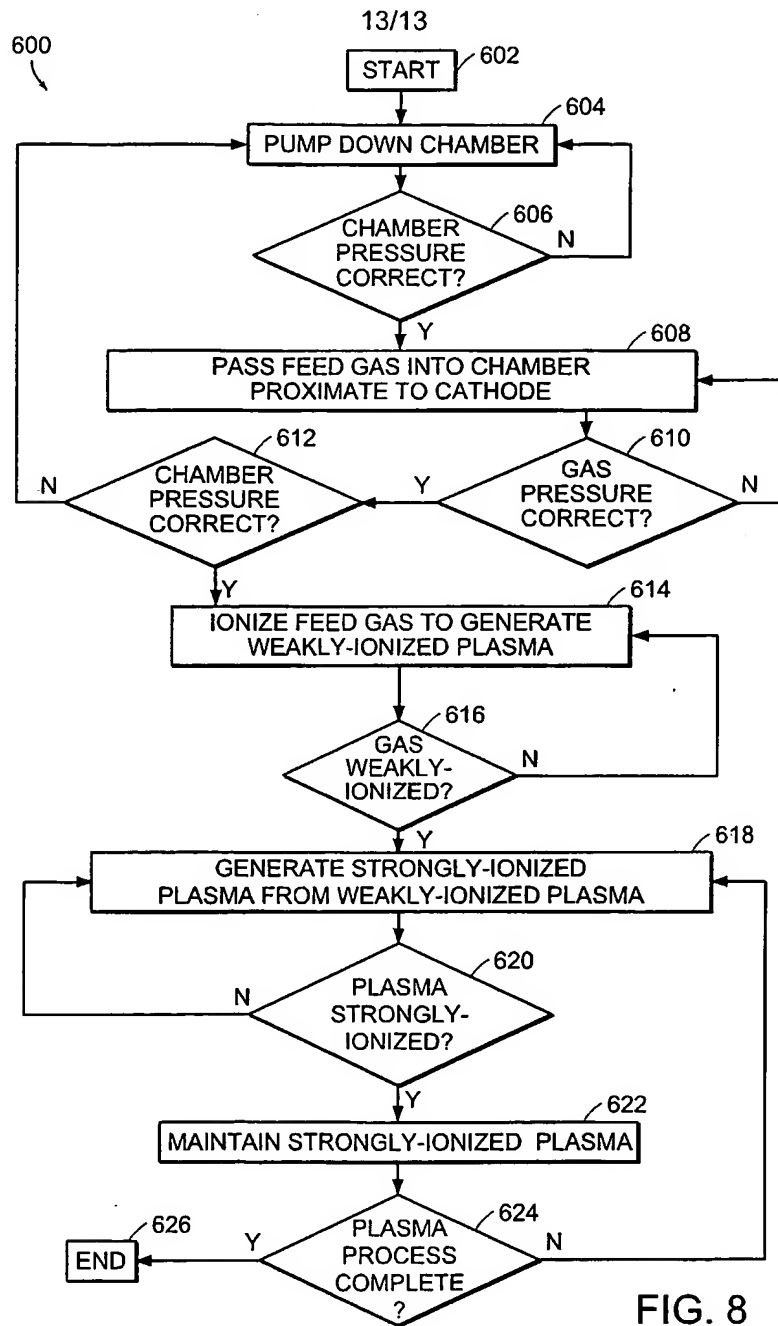 13/13
600
START
602
604
PUMP DOWN CHAMBER
606
CHAMBER
PRESSURE
CORRECT?
N
Y
608
PASS FEED GAS INTO CHAMBER
PROXIMATE TO CATHODE
612
610
N
CHAMBER
PRESSURE
CORRECT?
Y
GAS
PRESSURE
CORRECT?
N
Y
614
IONIZE FEED GAS TO GENERATE
WEAKLY-IONIZED PLASMA
616
GAS
WEAKLY-
IONIZED?
N
Y
618
GENERATE STRONGLY-IONIZED
PLASMA FROM WEAKLY-IONIZED PLASMA
620
N
PLASMA
STRONGLY-
IONIZED?
Y
622
MAINTAIN STRONGLY-IONIZED PLASMA
626
624
END
Y
PLASMA
PROCESS
COMPLETE
?
N
FIG. 8